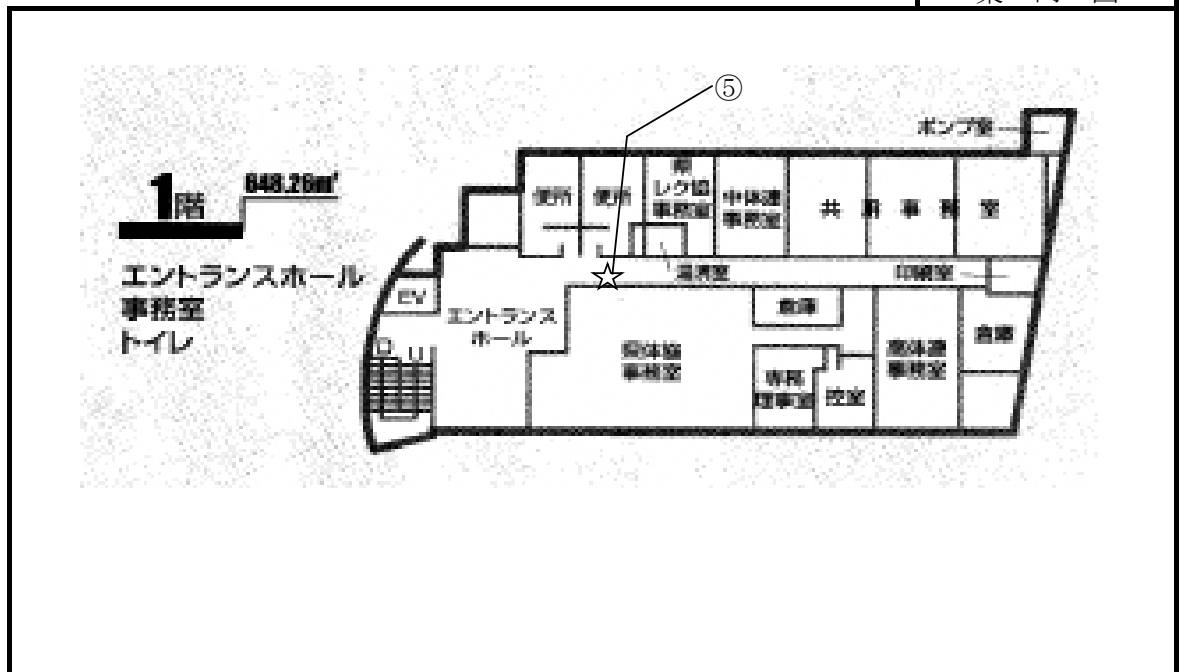 案内図
⑤
ポンプ室
1階
648.26㎡
エントランスホール
事務室
トイレ
便所
便所
県
レク協
事務室
中体連
事務室
共用事務室
湯沸室
印刷室
EV
エントランス
ホール
県体協
事務室
倉庫
専務
理事室
控室
高体連
事務室
倉庫